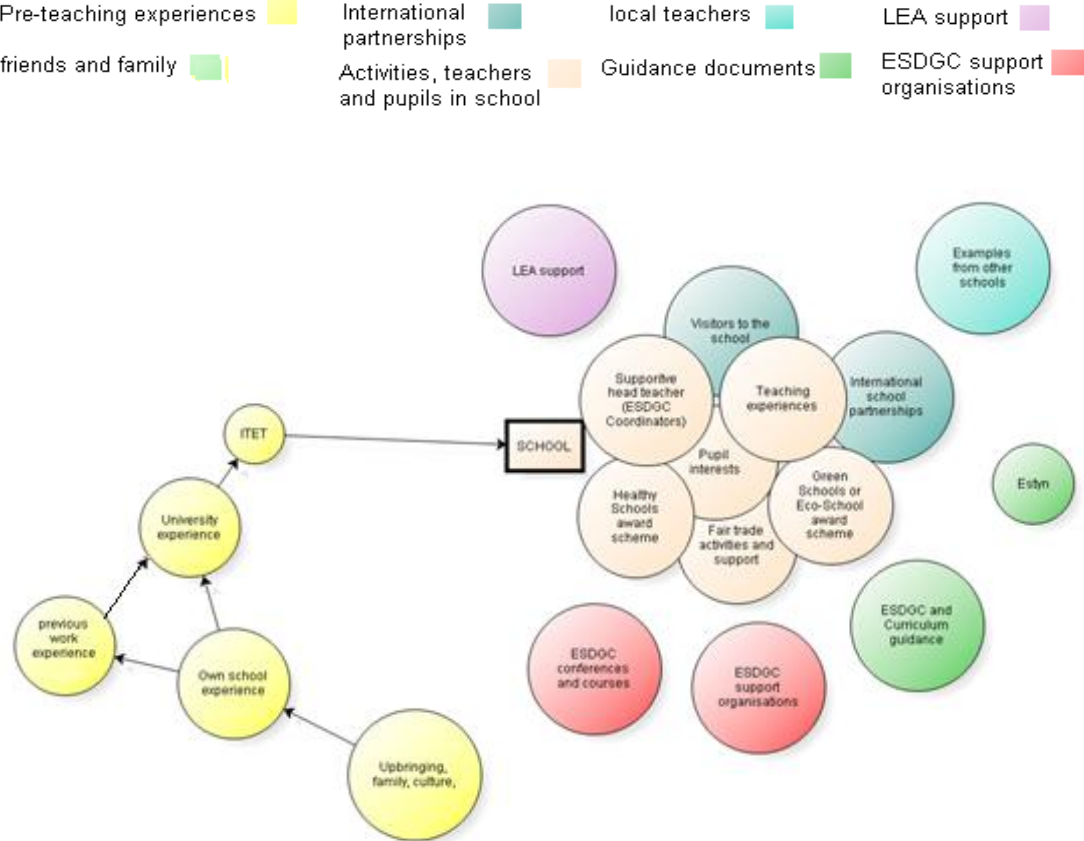 Pre-teaching experiences
International
partnerships
local teachers
LEA support
friends and family
Activities, teachers
and pupils in school
Guidance documents
ESDGC support
organisations
LEA support
Examples
from other
schools
Visitors to the
school
Supportive
head teacher
(ESDGC
Coordinators)
Teaching
experiences
International
school
partnerships
ITET
SCHOOL
Pupil
interests
Healthy
Schools
award
scheme
Green
Schools or
Eco-School
award
scheme
Estyn
University
experience
Fair trade
activities and
support
previous
work
experience
ESDGC and
Curriculum
guidance
Own school
experience
ESDGC
conferences
and courses
ESDGC
support
organisations
Upbringing,
family, culture,